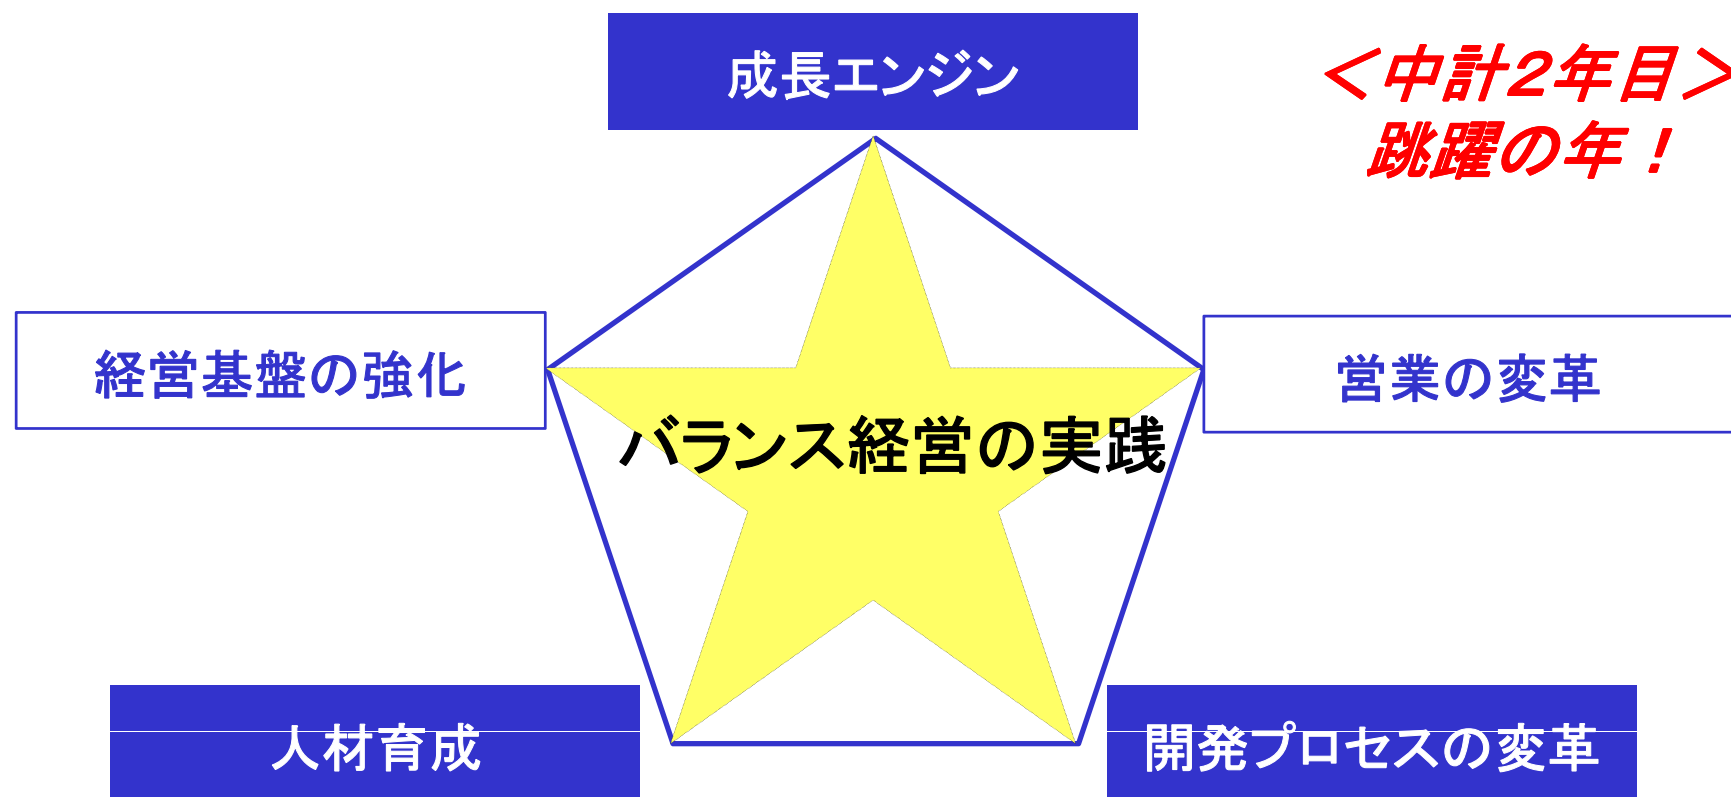 成長エンジン
＜中計２年目＞
跳躍の年！
経営基盤の強化
営業の変革
バランス経営の実践
人材育成
開発プロセスの変革